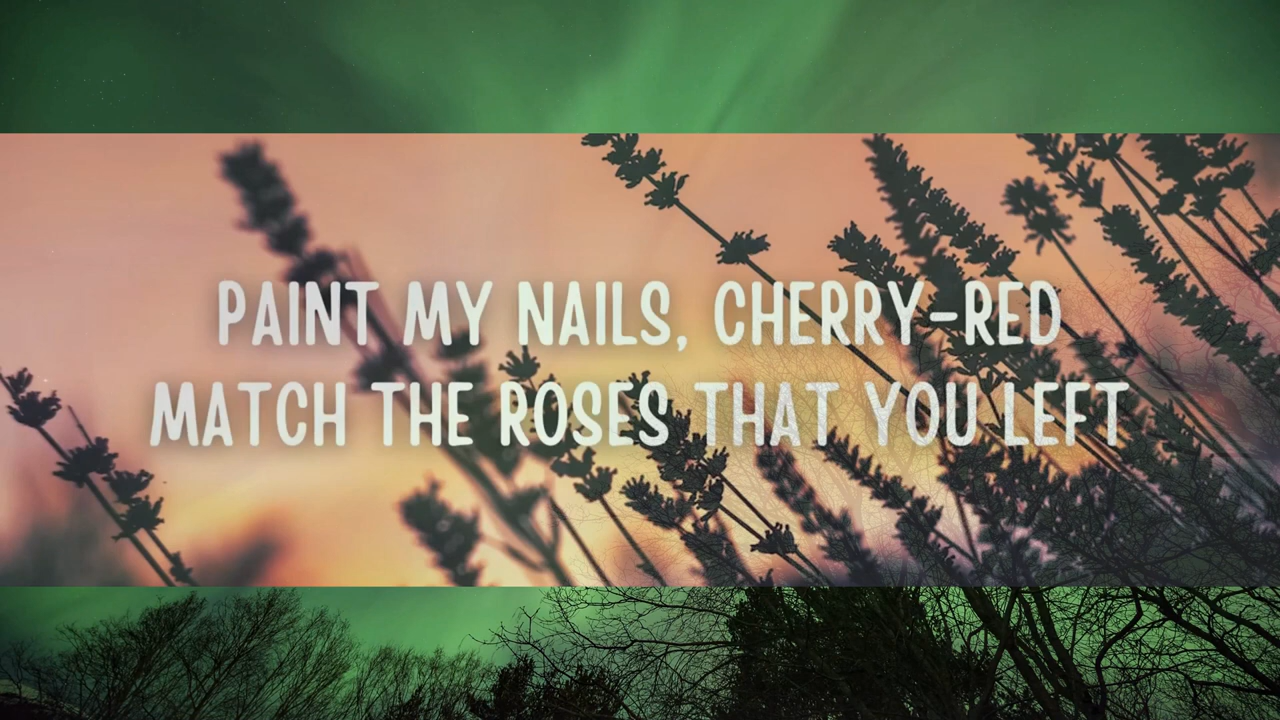 PAINT MY NAILS, CHERRY-RED
MATCH THE ROSES THAT YOU LEFT